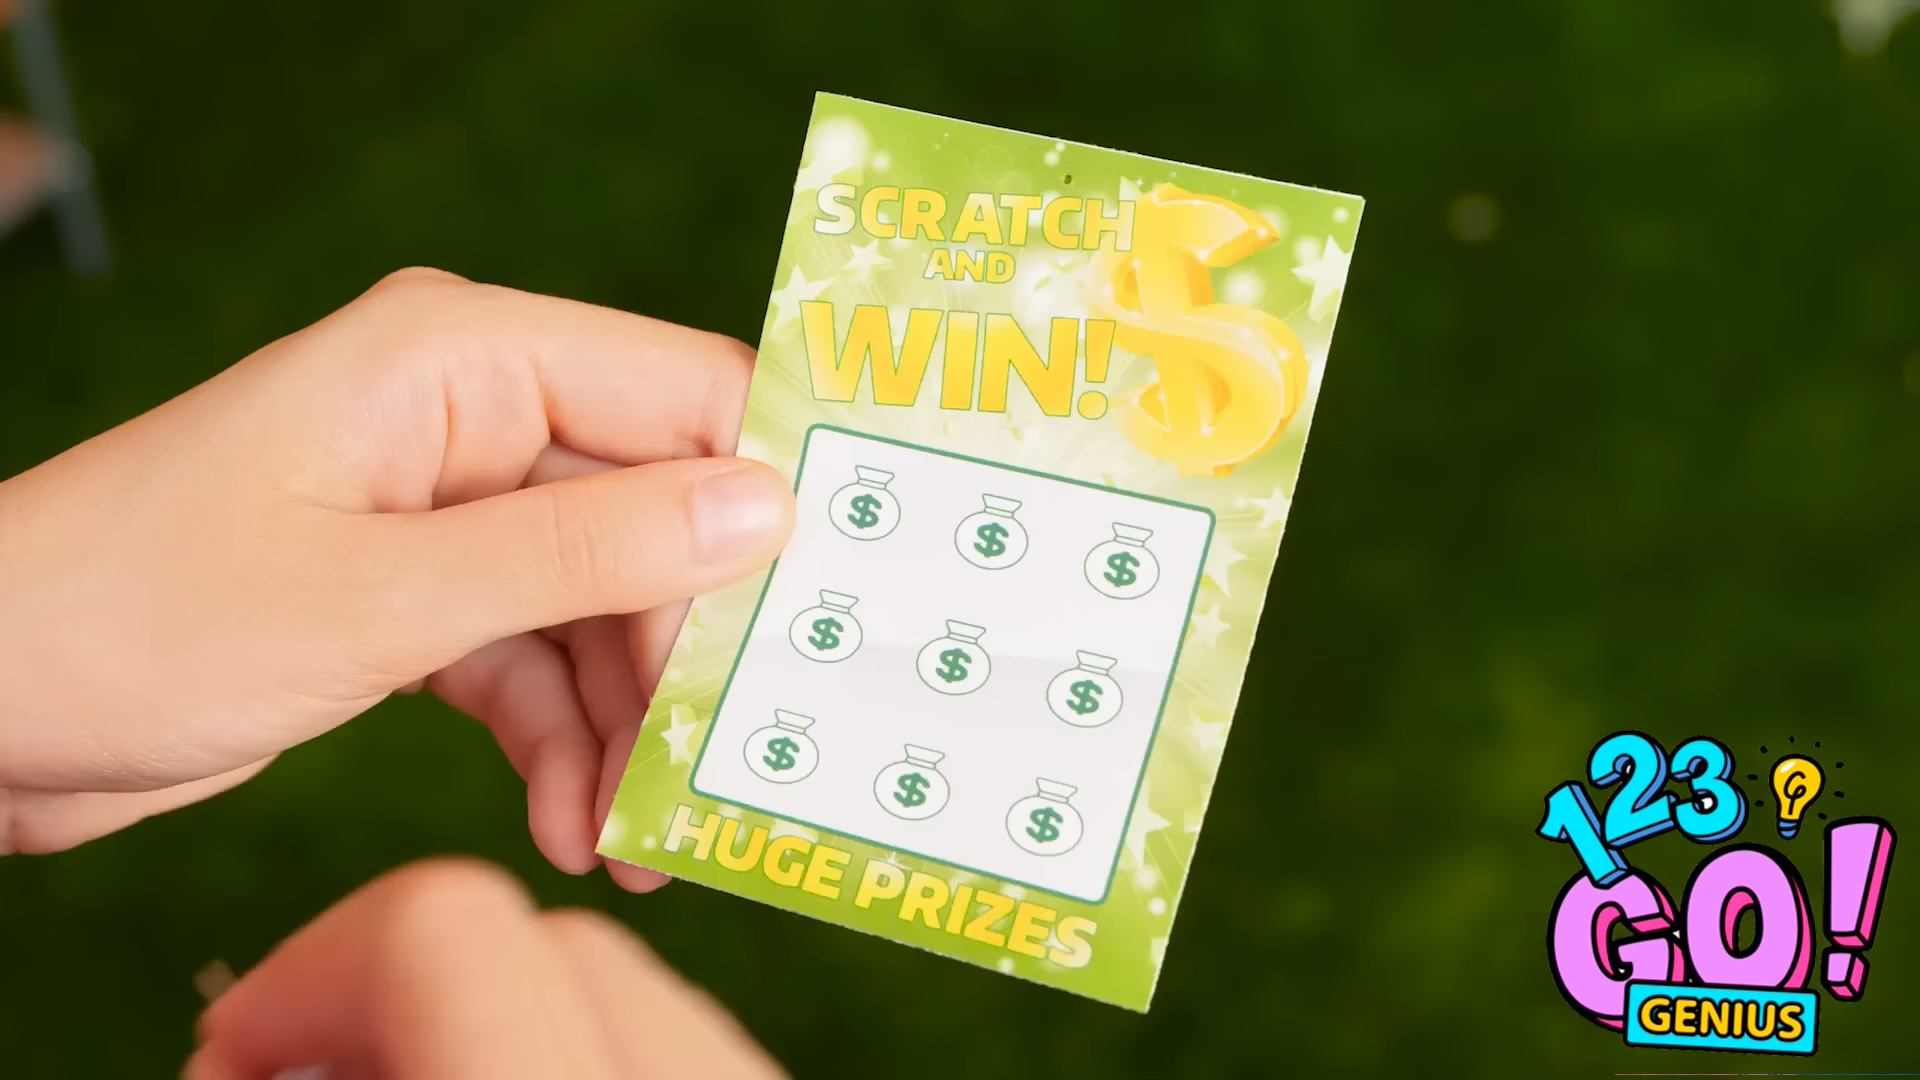 SCRATCH
AND
WIN!
$
$ $ $
$ $ $
$ $ $
HUGE PRIZES
123
GO!
GENIUS